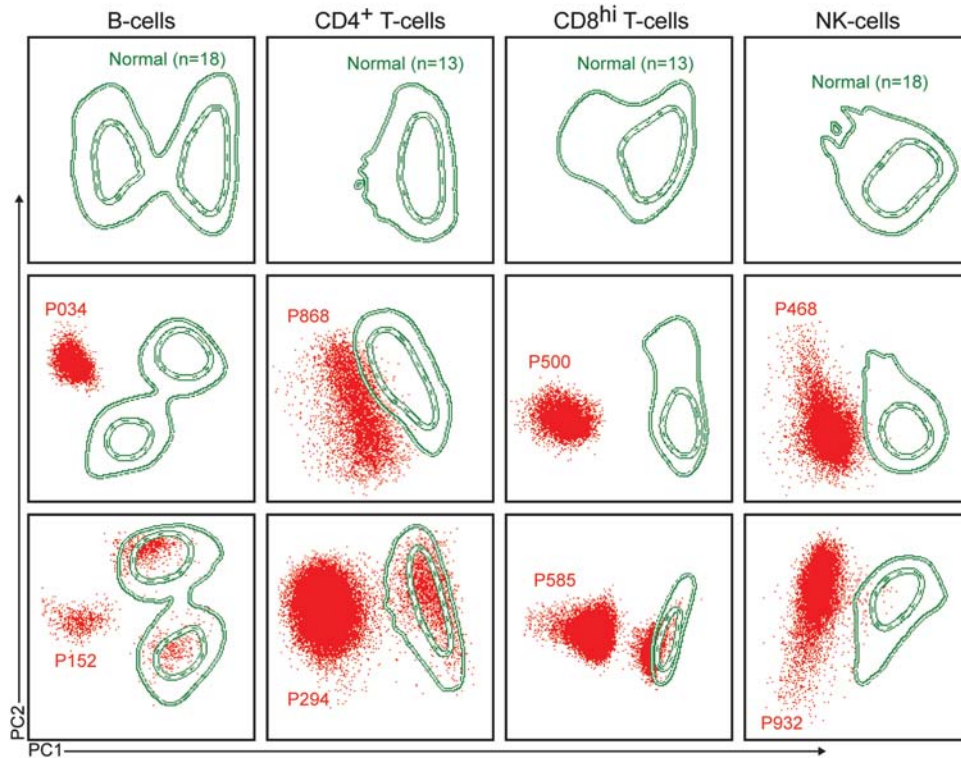 B-cells
CD4+ T-cells
CD8hi T-cells
NK-cells
Normal (n=18)
Normal (n=13)
Normal (n=13)
Normal (n=18)
P034
P868
P500
P468
P152
P294
P585
P932
PC2
PC1